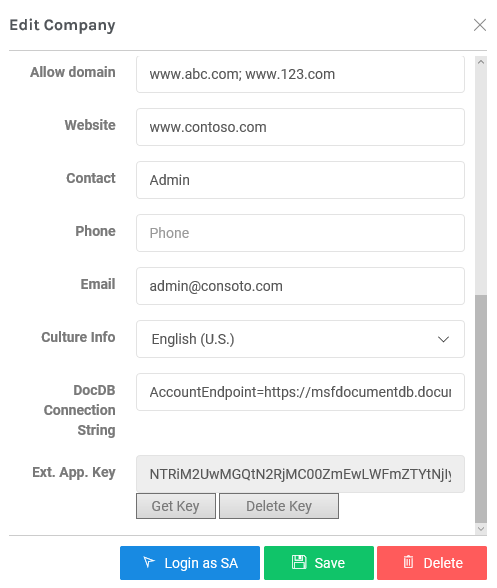 Edit Company
Allow domain
www.abc.com; www.123.com
Website
www.contoso.com
Contact
Admin
Phone
Phone
Email
admin@consoto.com
Culture Info
English (U.S.)
DocDB
Connection
String
AccountEndpoint=https://msfdocumentdb.docur
Ext. App. Key
NTRiM2UwMGQtN2RjMC00ZmEwLWFmZTYtNjIy
Get Key
Delete Key
Login as SA
Save
Delete